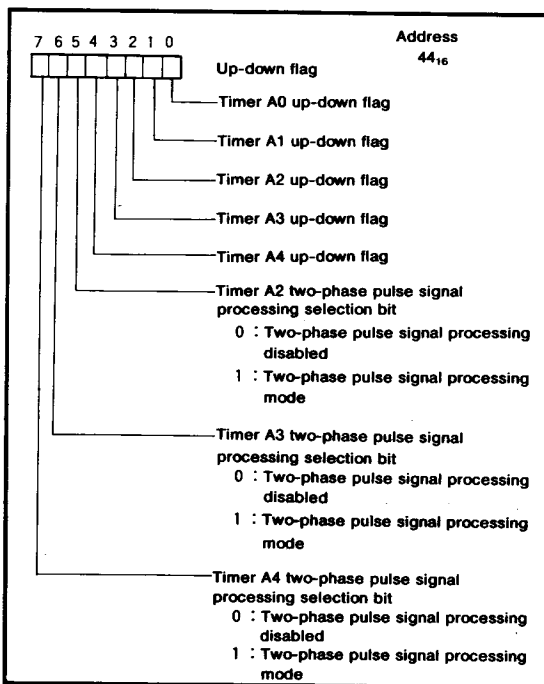 7 6 5 4 3 2 1 0
Address
44₁₆
Up-down flag
Timer A0 up-down flag
Timer A1 up-down flag
Timer A2 up-down flag
Timer A3 up-down flag
Timer A4 up-down flag
Timer A2 two-phase pulse signal
processing selection bit
0 : Two-phase pulse signal processing
disabled
1 : Two-phase pulse signal processing
mode
Timer A3 two-phase pulse signal
processing selection bit
0 : Two-phase pulse signal processing
disabled
1 : Two-phase pulse signal processing
mode
Timer A4 two-phase pulse signal
processing selection bit
0 : Two-phase pulse signal processing
disabled
1 : Two-phase pulse signal processing
mode